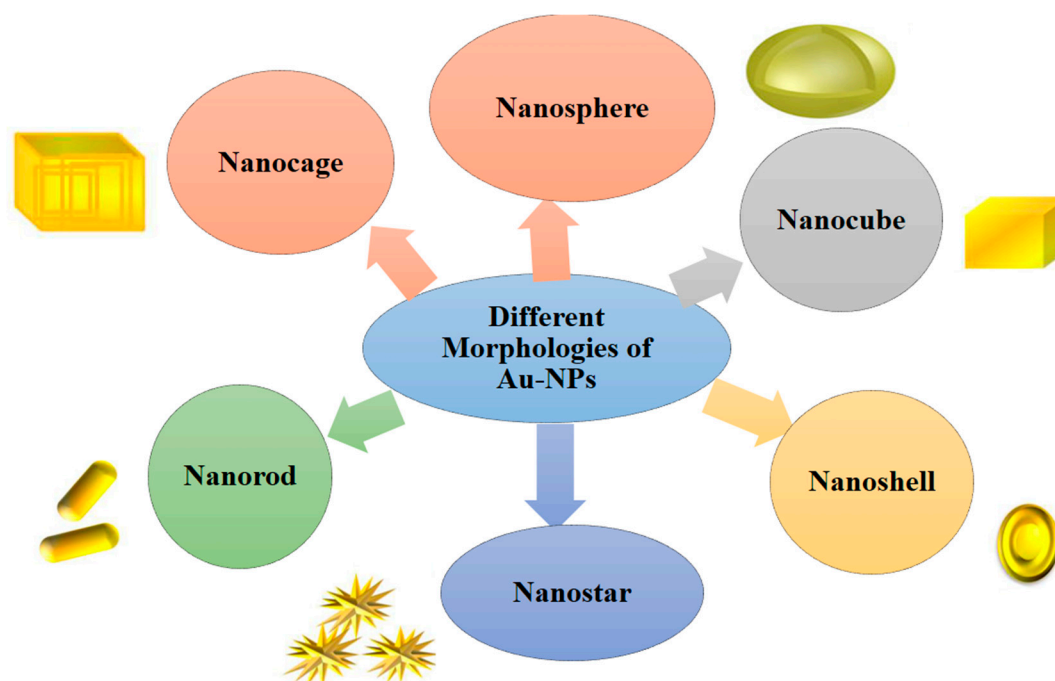 Nanosphere
Nanocage
Nanocube
Different
Morphologies of
Au-NPs
Nanorod
Nanoshell
Nanostar